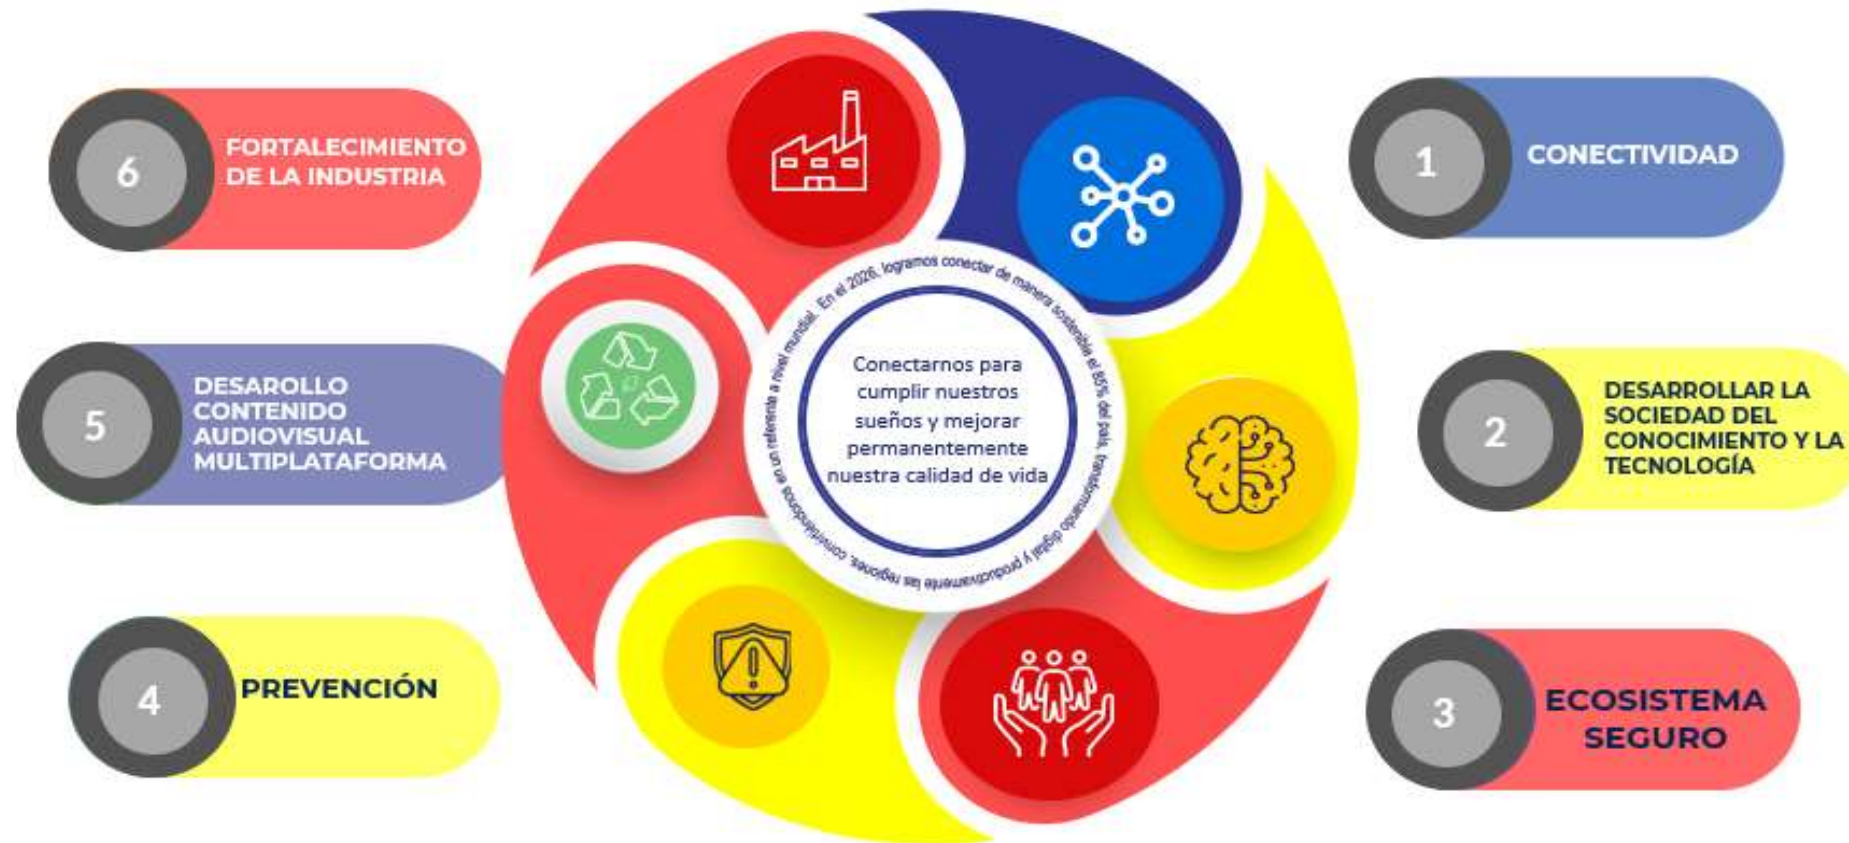 6
FORTALECIMIENTO
DE LA INDUSTRIA
5
DESAROLLO
CONTENIDO
AUDIOVISUAL
MULTIPLATAFORMA
4
PREVENCIÓN
En el 2026, logramos conectar de manera sostenible el 85% del país, transformando digital y productivamente las regiones, convirtiéndonos en un referente a nivel mundial.
Conectarnos para
cumplir nuestros
sueños y mejorar
permanentemente
nuestra calidad de vida
1
CONECTIVIDAD
2
DESARROLLAR LA
SOCIEDAD DEL
CONOCIMIENTO Y LA
TECNOLOGÍA
3
ECOSISTEMA
SEGURO